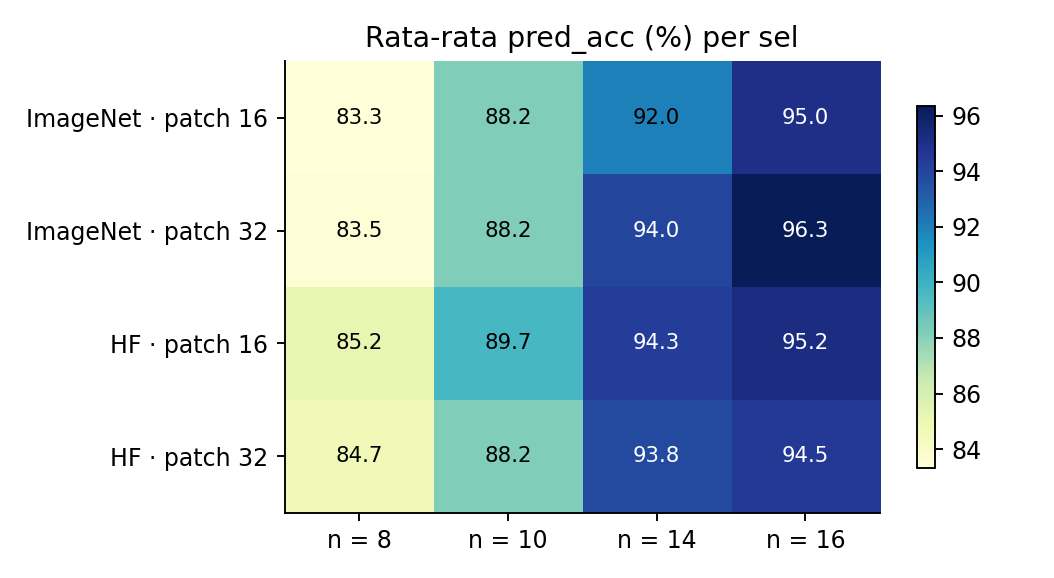 Rata-rata pred_acc (%) per sel
ImageNet · patch 16 83.3 88.2 92.0 95.0
ImageNet · patch 32 83.5 88.2 94.0 96.3
HF · patch 16 85.2 89.7 94.3 95.2
HF · patch 32 84.7 88.2 93.8 94.5
n = 8 n = 10 n = 14 n = 16
96
94
92
90
88
86
84